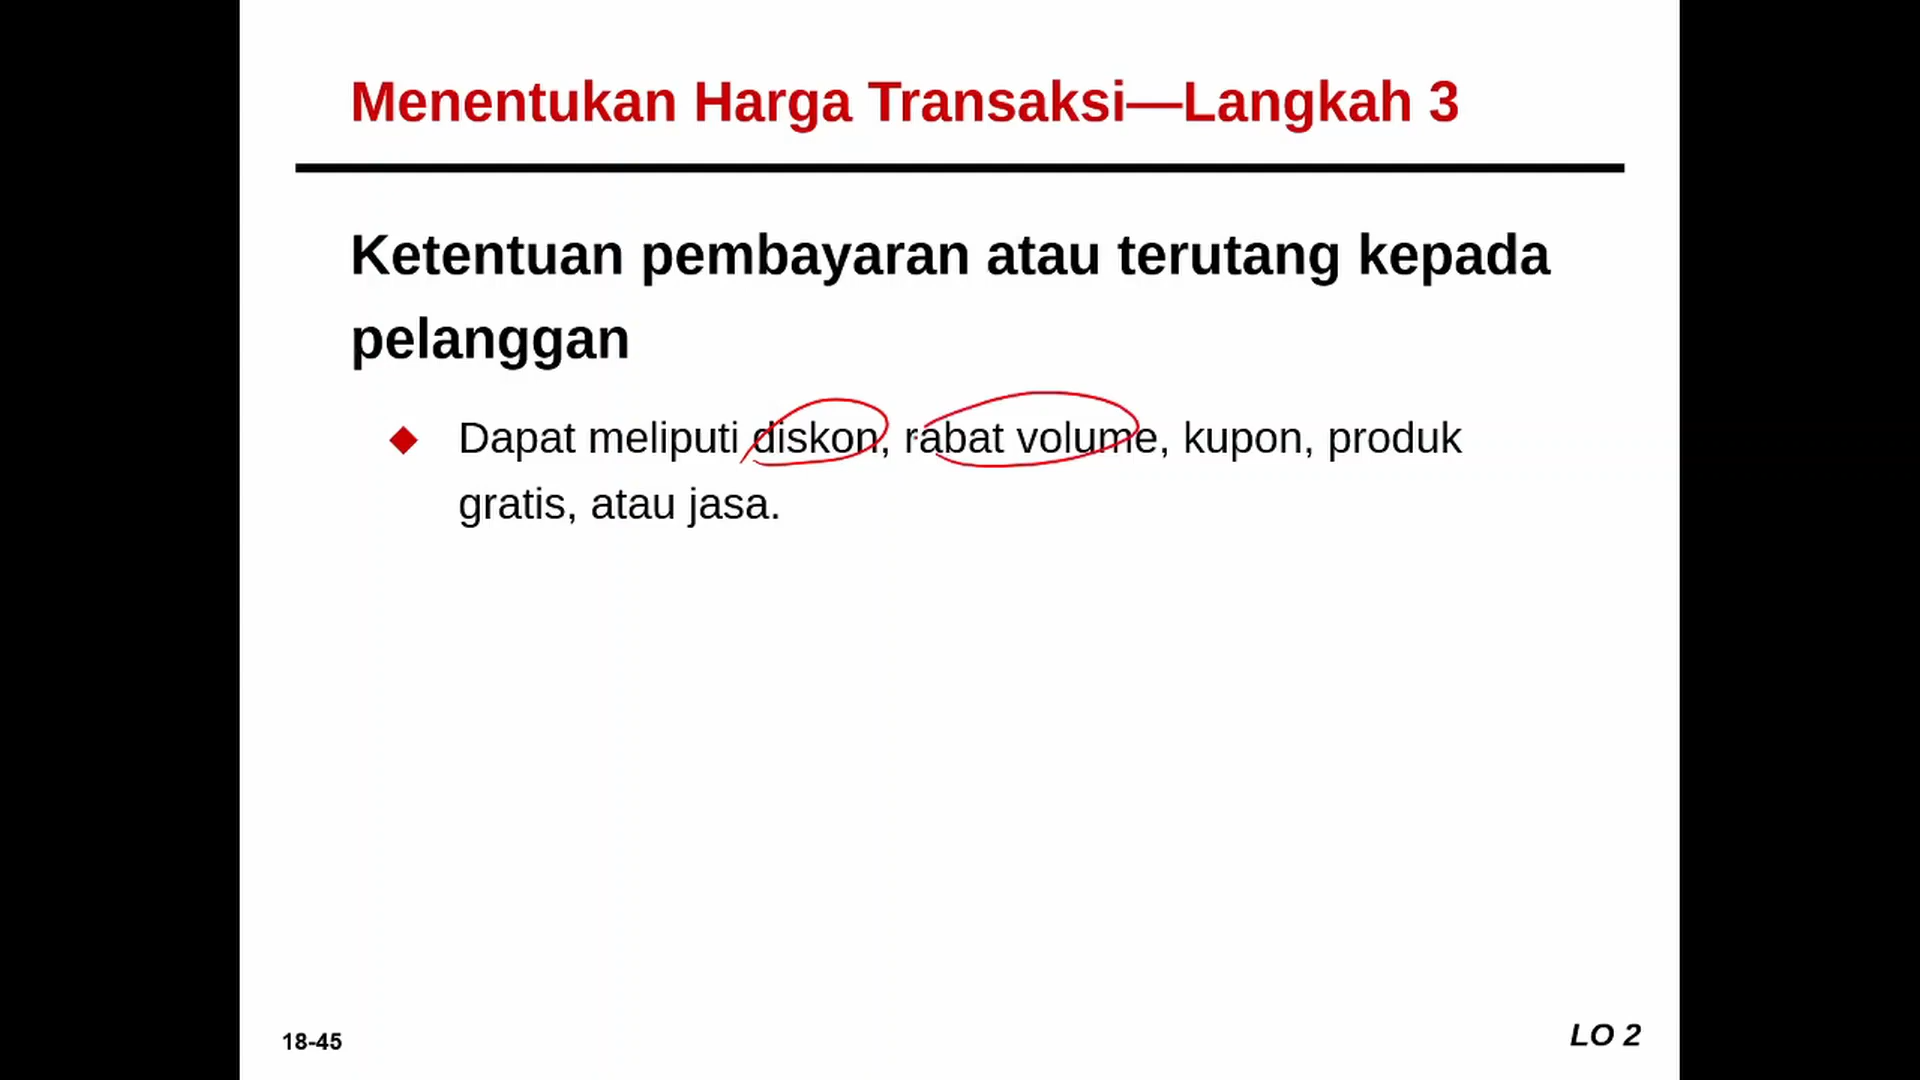 Menentukan Harga Transaksi—Langkah 3
Ketentuan pembayaran atau terutang kepada
pelanggan
Dapat meliputi diskon, rabat volume, kupon, produk
gratis, atau jasa.
18-45
LO 2